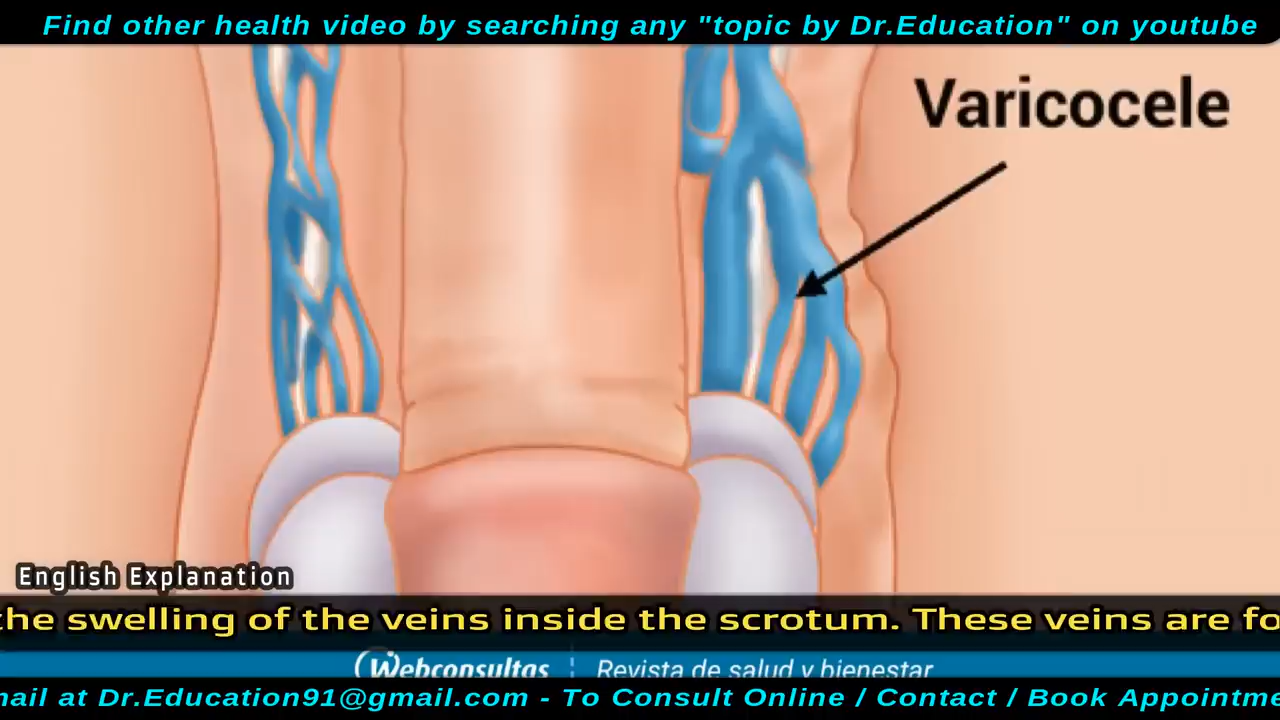 Find other health video by searching any "topic by Dr.Education" on youtube
Varicocele
English Explanation
the swelling of the veins inside the scrotum. These veins are fo
Webconsultas Revista de salud y bienestar
mail at Dr.Education91@gmail.com - To Consult Online / Contact / Book Appointme